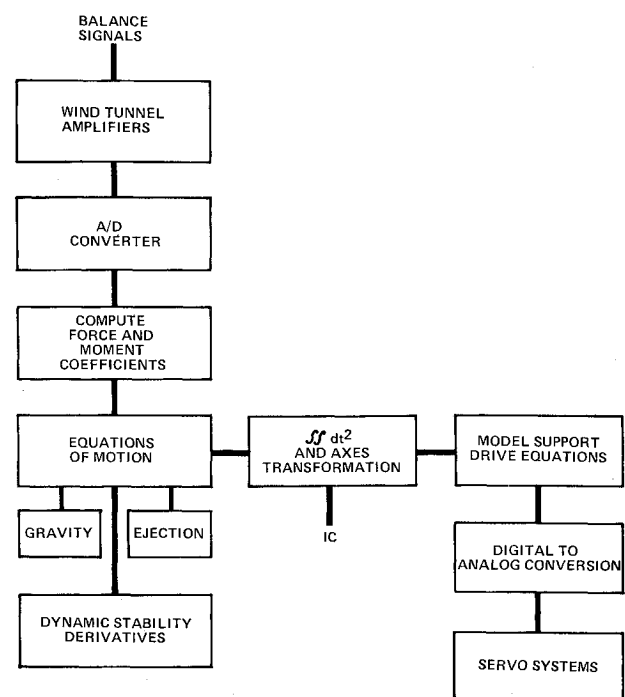 BALANCE
SIGNALS
WIND TUNNEL
AMPLIFIERS
A/D
CONVERTER
COMPUTE
FORCE AND
MOMENT
COEFFICIENTS
EQUATIONS
OF MOTION
∬ dt²
AND AXES
TRANSFORMATION
MODEL SUPPORT
DRIVE EQUATIONS
GRAVITY
EJECTION
IC
DIGITAL TO
ANALOG CONVERSION
DYNAMIC STABILITY
DERIVATIVES
SERVO SYSTEMS